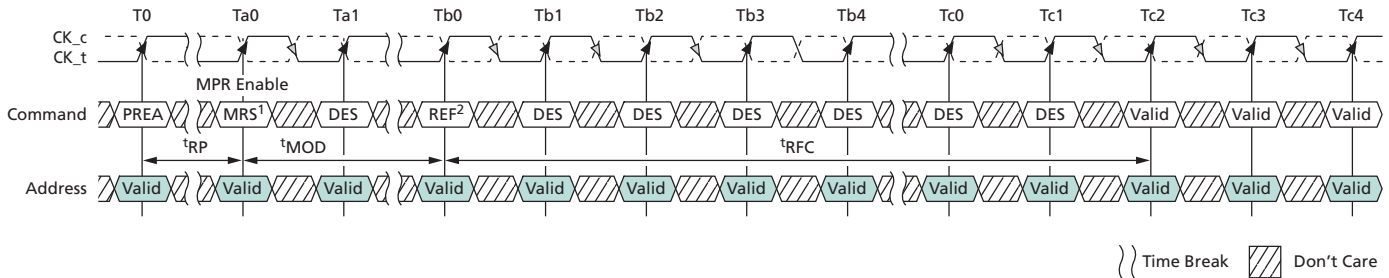 T0 Ta0 Ta1 Tb0 Tb1 Tb2 Tb3 Tb4 Tc0 Tc1 Tc2 Tc3 Tc4
CK_c
CK_t
MPR Enable
Command PREA MRS1 DES REF2 DES DES DES DES DES DES Valid Valid Valid
tRP tMOD tRFC
Address Valid Valid Valid Valid Valid Valid Valid Valid Valid Valid Valid Valid Valid
Time Break Don't Care